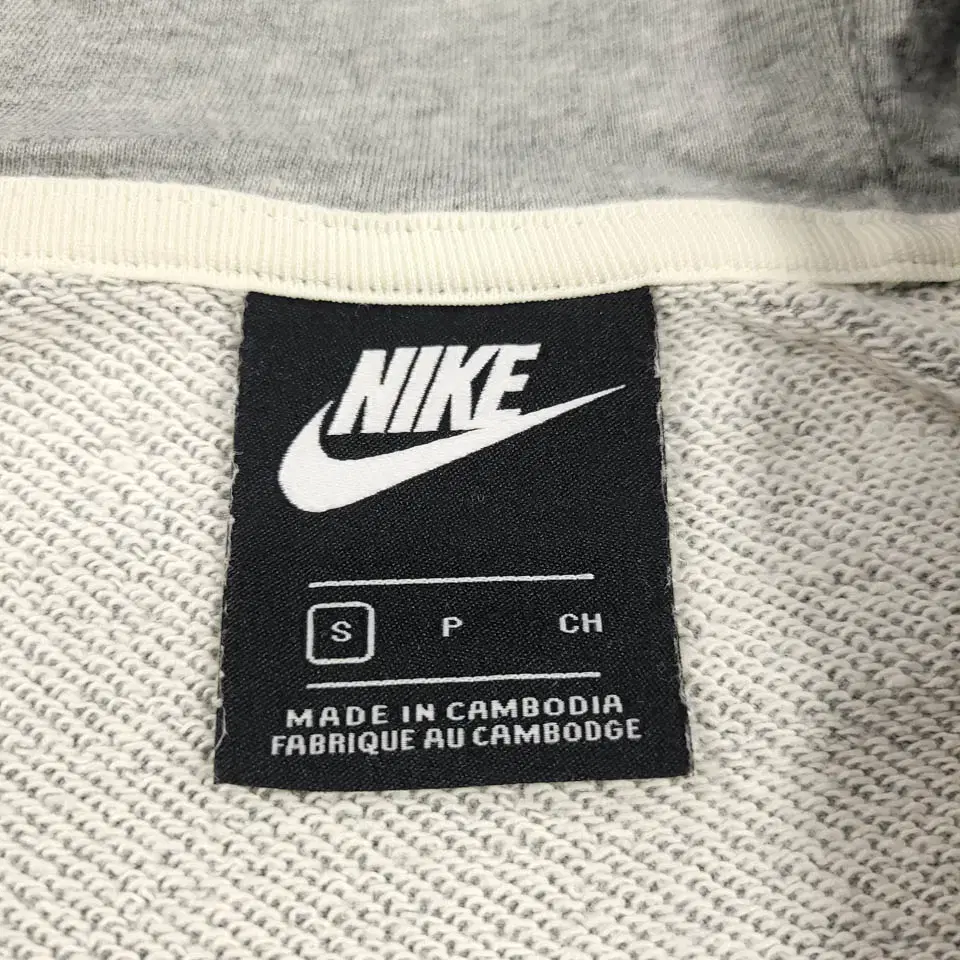 NIKE
S P CH
MADE IN CAMBODIA
FABRIQUE AU CAMBODGE